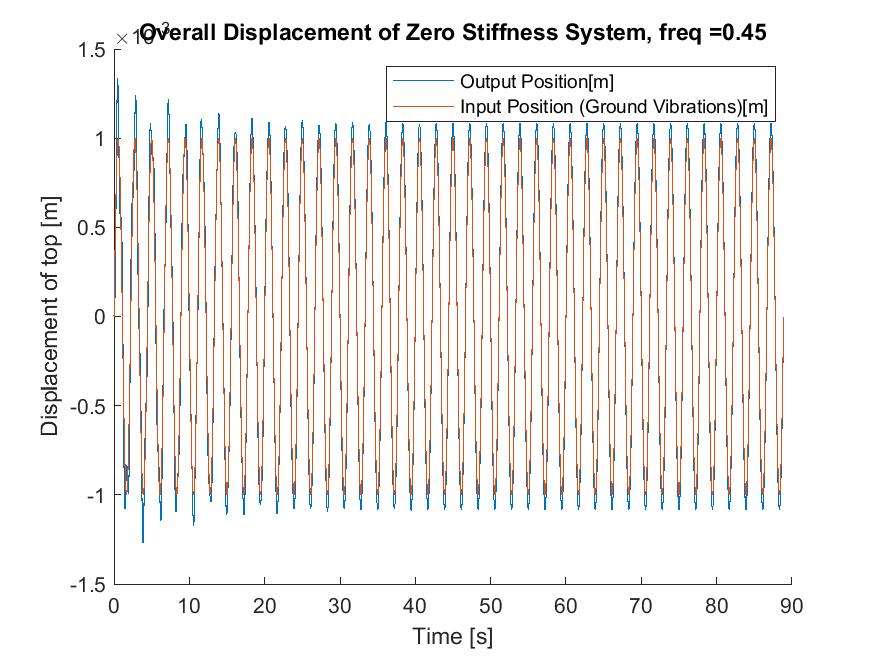 ×10⁻³
Overall Displacement of Zero Stiffness System, freq =0.45
Output Position[m]
Input Position (Ground Vibrations)[m]
Displacement of top [m]
1.5
1
0.5
0
-0.5
-1
-1.5
0 10 20 30 40 50 60 70 80 90
Time [s]